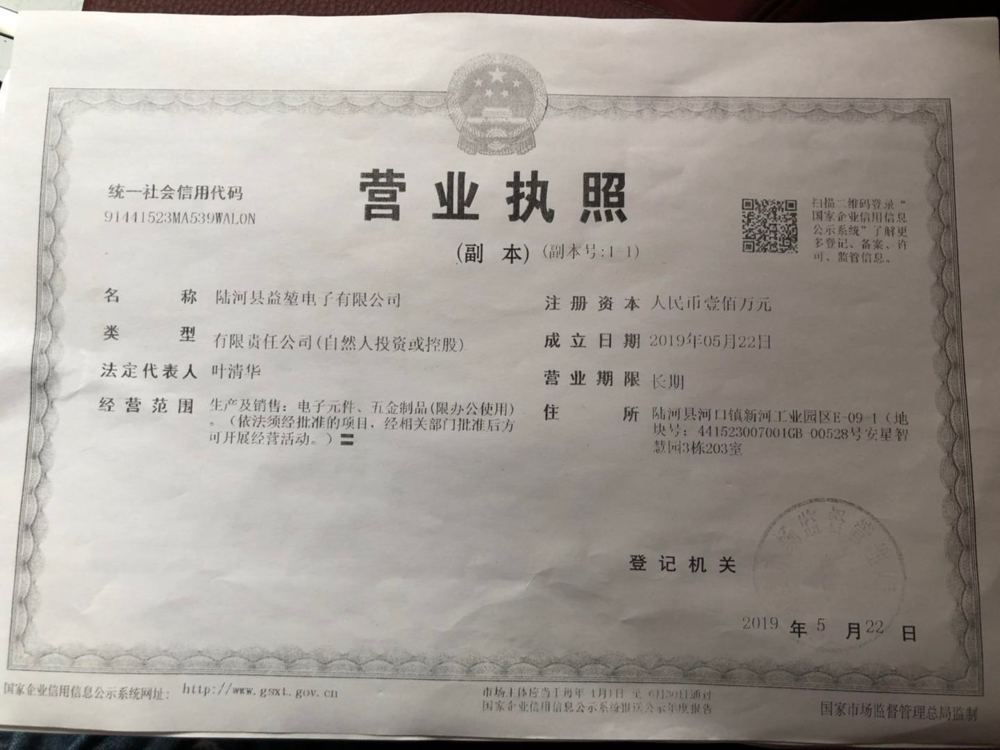 营业执照
(副 本)(副本号:1-1)
统一社会信用代码
91441523MA539WAL0N
扫描二维码登录“
国家企业信用信息
公示系统”了解更
多登记、备案、许
可、监管信息。
名 称 陆河县益堃电子有限公司
类 型 有限责任公司(自然人投资或控股)
法定代表人 叶清华
经营范围 生产及销售:电子元件、五金制品(限办公使用)
。(依法须经批准的项目,经相关部门批准后方
可开展经营活动。)〓
注册资本 人民币壹佰万元
成立日期 2019年05月22日
营业期限 长期
住 所 陆河县河口镇新河工业园区E-09-1(地
块号:441523007001GB 00528号安星智
慧园3栋203室
登记机关
市场监督管理
2019 年 5 月 22 日
国家企业信用信息公示系统网址: http://www.gsxt.gov.cn
市场主体应当于每年1月1日 至 6月30日通过
国家企业信用信息公示系统报送公示年度报告
国家市场监督管理总局监制